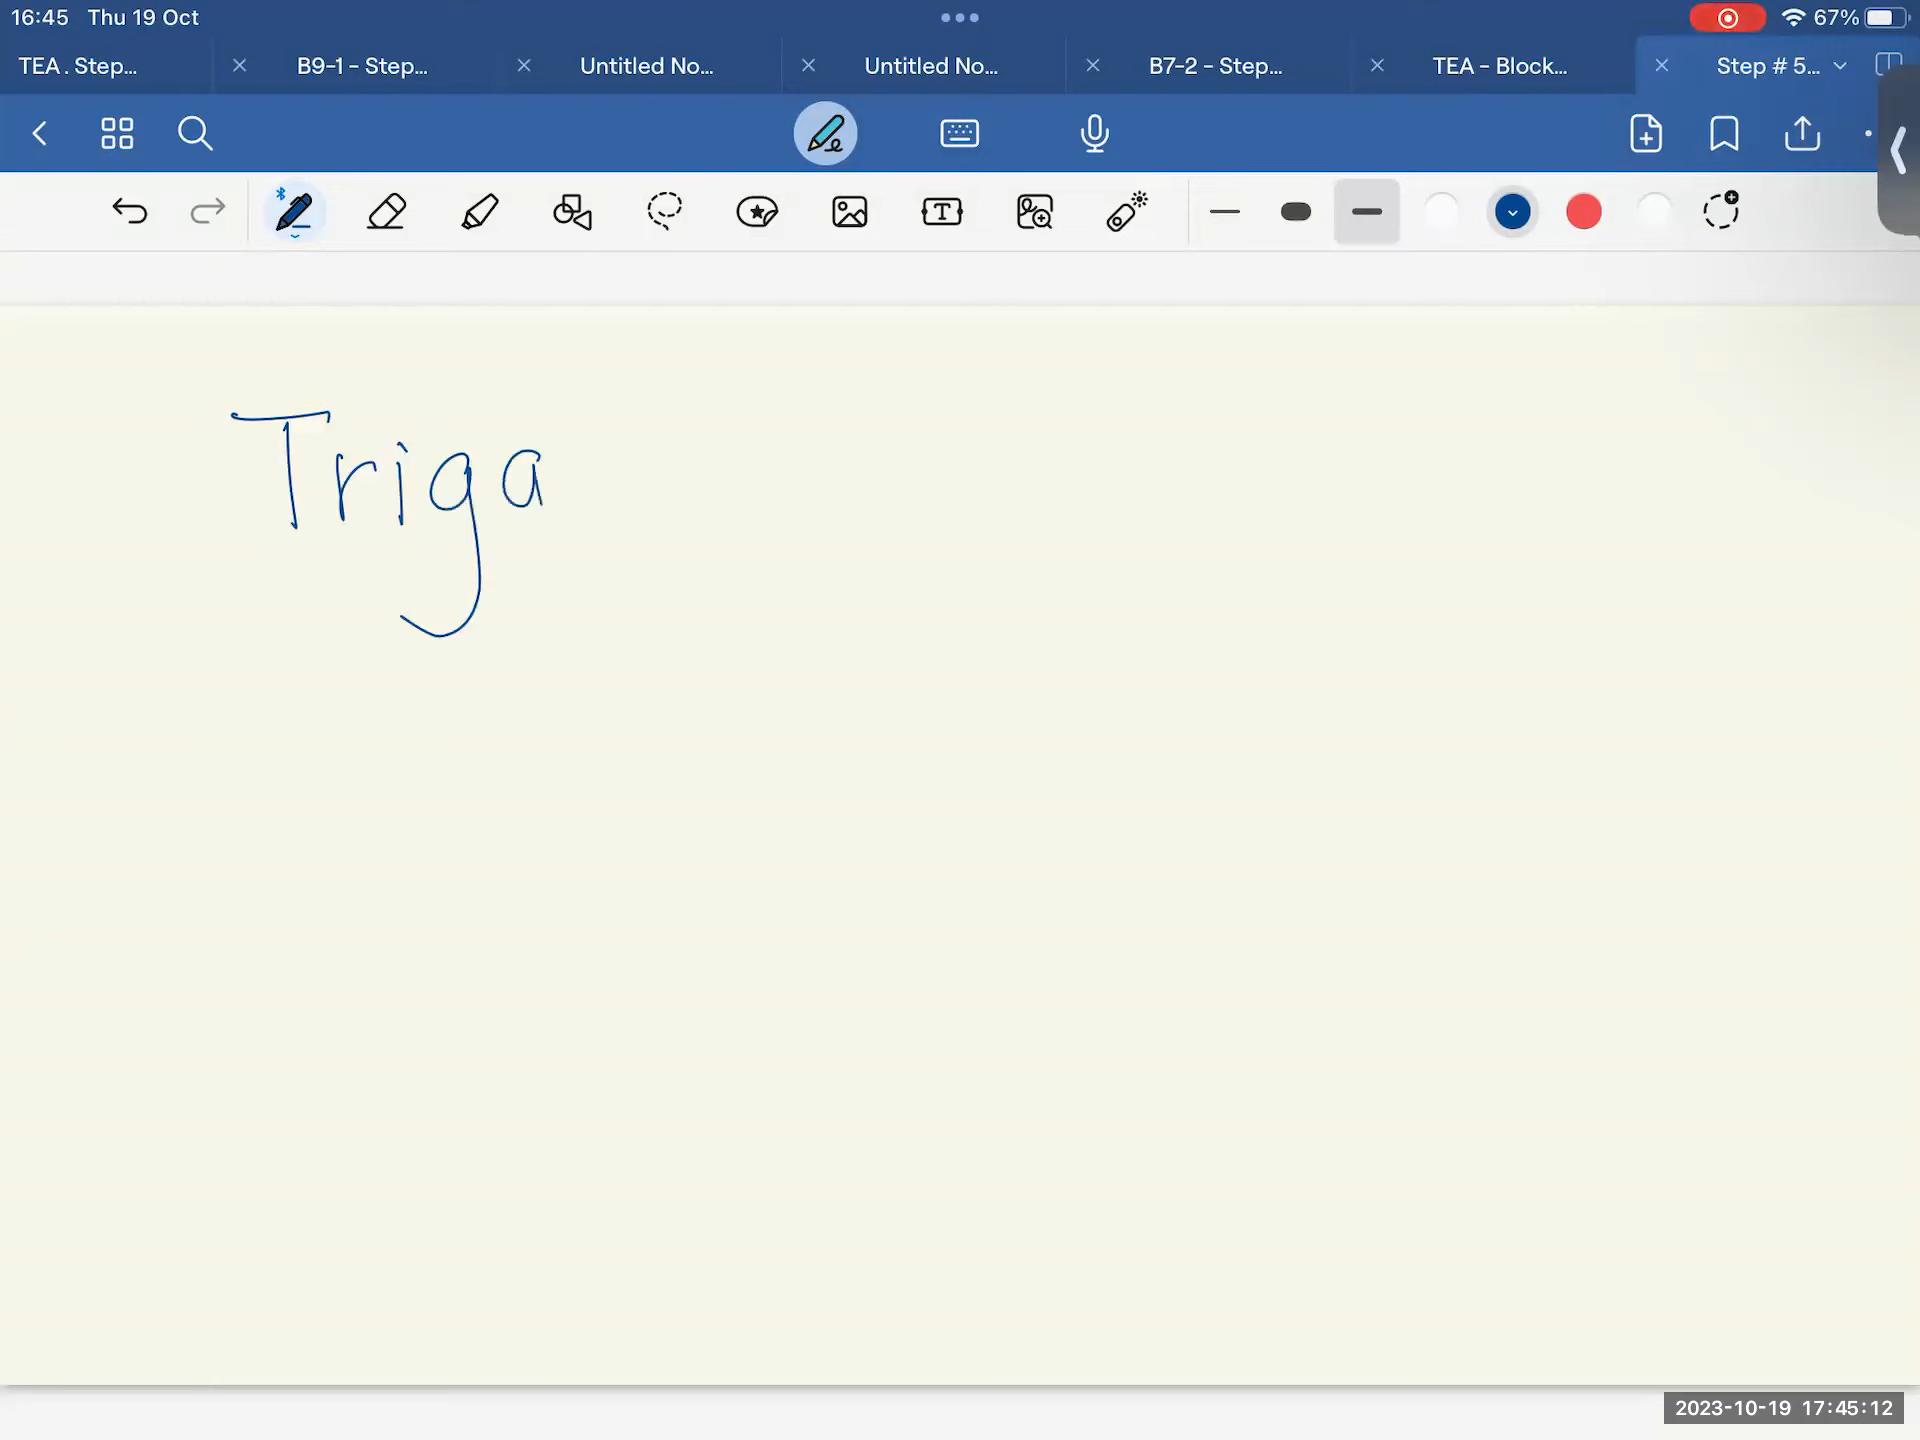 16:45 Thu 19 Oct 67%
TEA . Step... B9-1 - Step... Untitled No... Untitled No... B7-2 - Step... TEA - Block... Step # 5...
Triga
2023-10-19 17:45:12